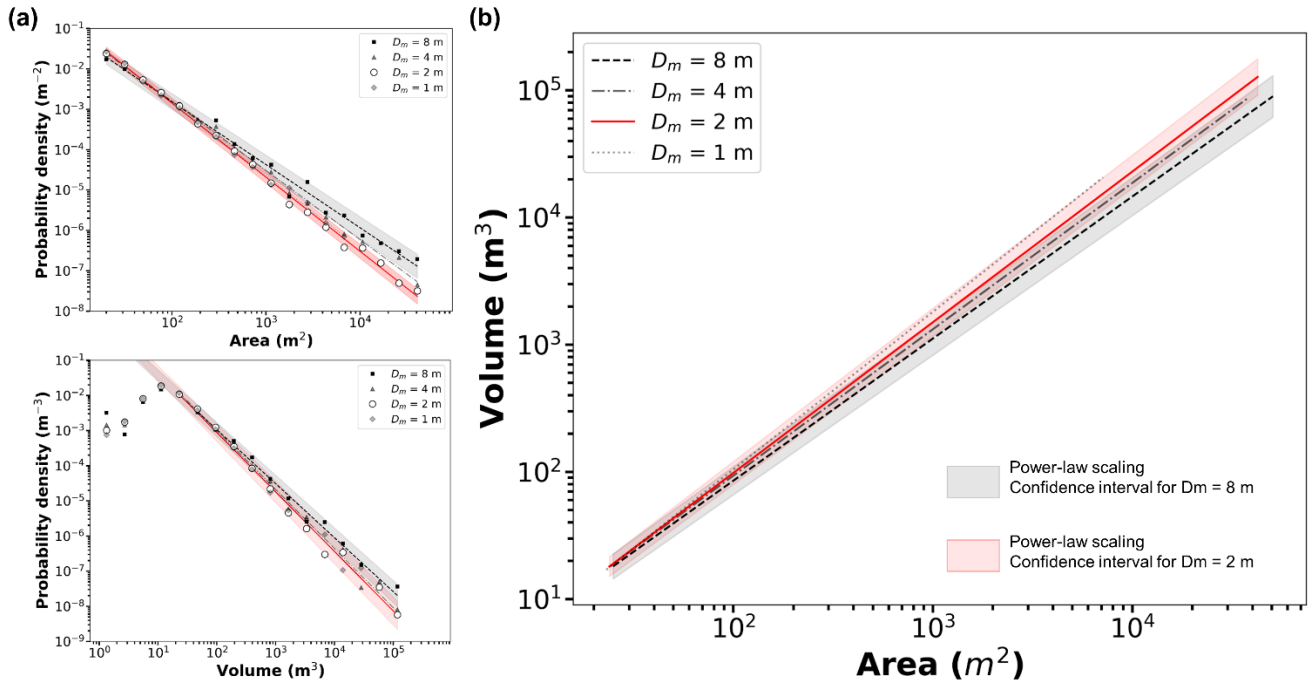 (a)
10⁻¹
10⁻²
10⁻³
10⁻⁴
10⁻⁵
10⁻⁶
10⁻⁷
10⁻⁸
Probability density (m⁻²)
Dₘ = 8 m
Dₘ = 4 m
Dₘ = 2 m
Dₘ = 1 m
10² 10³ 10⁴
Area (m²)
10⁻¹
10⁻²
10⁻³
10⁻⁴
10⁻⁵
10⁻⁶
10⁻⁷
10⁻⁸
10⁻⁹
Probability density (m⁻³)
Dₘ = 8 m
Dₘ = 4 m
Dₘ = 2 m
Dₘ = 1 m
10⁰ 10¹ 10² 10³ 10⁴ 10⁵
Volume (m³)
(b)
10⁵
10⁴
10³
10²
10¹
Volume (m³)
Dₘ = 8 m
Dₘ = 4 m
Dₘ = 2 m
Dₘ = 1 m
Power-law scaling
Confidence interval for Dm = 8 m
Power-law scaling
Confidence interval for Dm = 2 m
10² 10³ 10⁴
Area (m²)